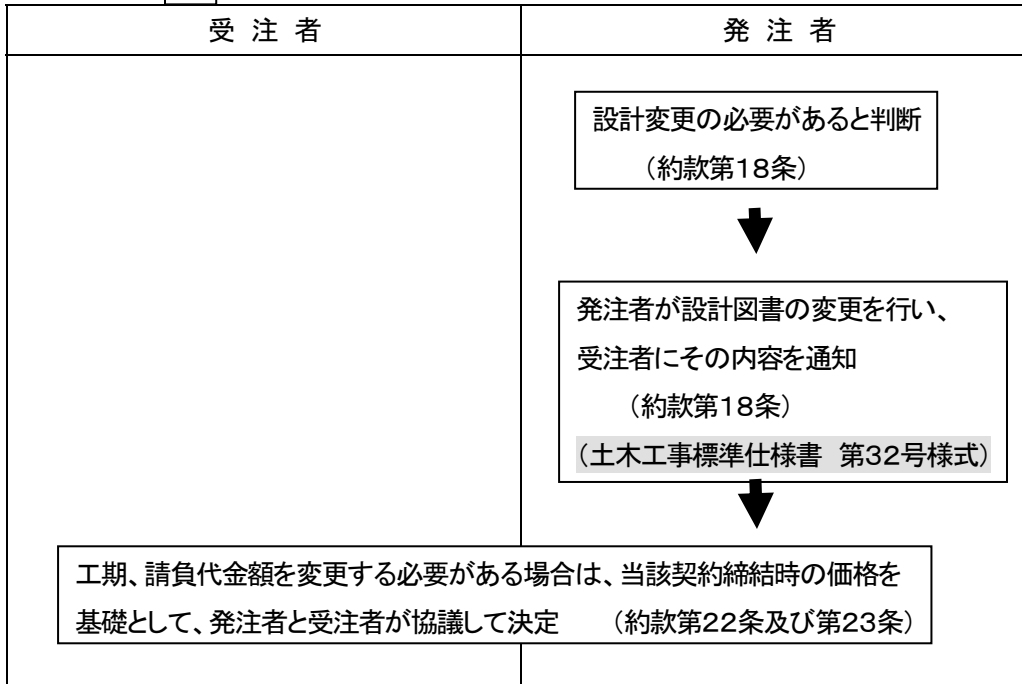 受 注 者
発 注 者
設計変更の必要があると判断
（約款第１８条）
発注者が設計図書の変更を行い、
受注者にその内容を通知
（約款第１８条）
（土木工事標準仕様書　第３２号様式）
工期、請負代金額を変更する必要がある場合は、当該契約締結時の価格を
基礎として、発注者と受注者が協議して決定　　（約款第２２条及び第２３条）